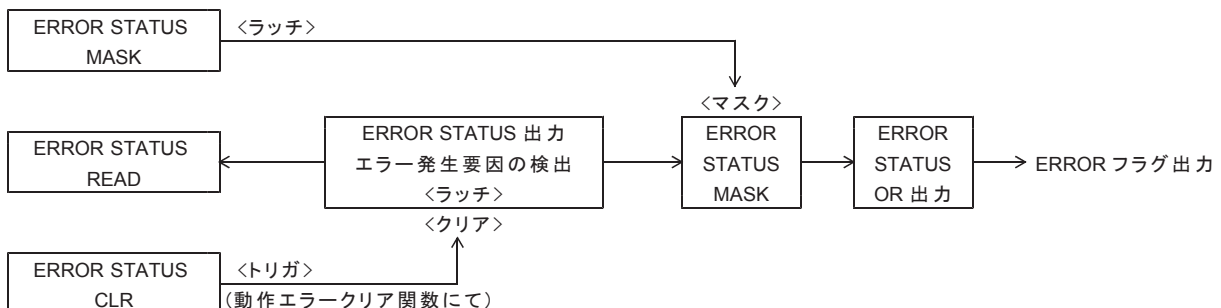 ERROR STATUS
MASK
<ラッチ>
<マスク>
ERROR STATUS
READ
ERROR STATUS 出力
エラー発生要因の検出
<ラッチ>
<クリア>
ERROR
STATUS
MASK
ERROR
STATUS
OR 出力
ERROR フラグ出力
ERROR STATUS
CLR
<トリガ>
(動作エラークリア関数にて)